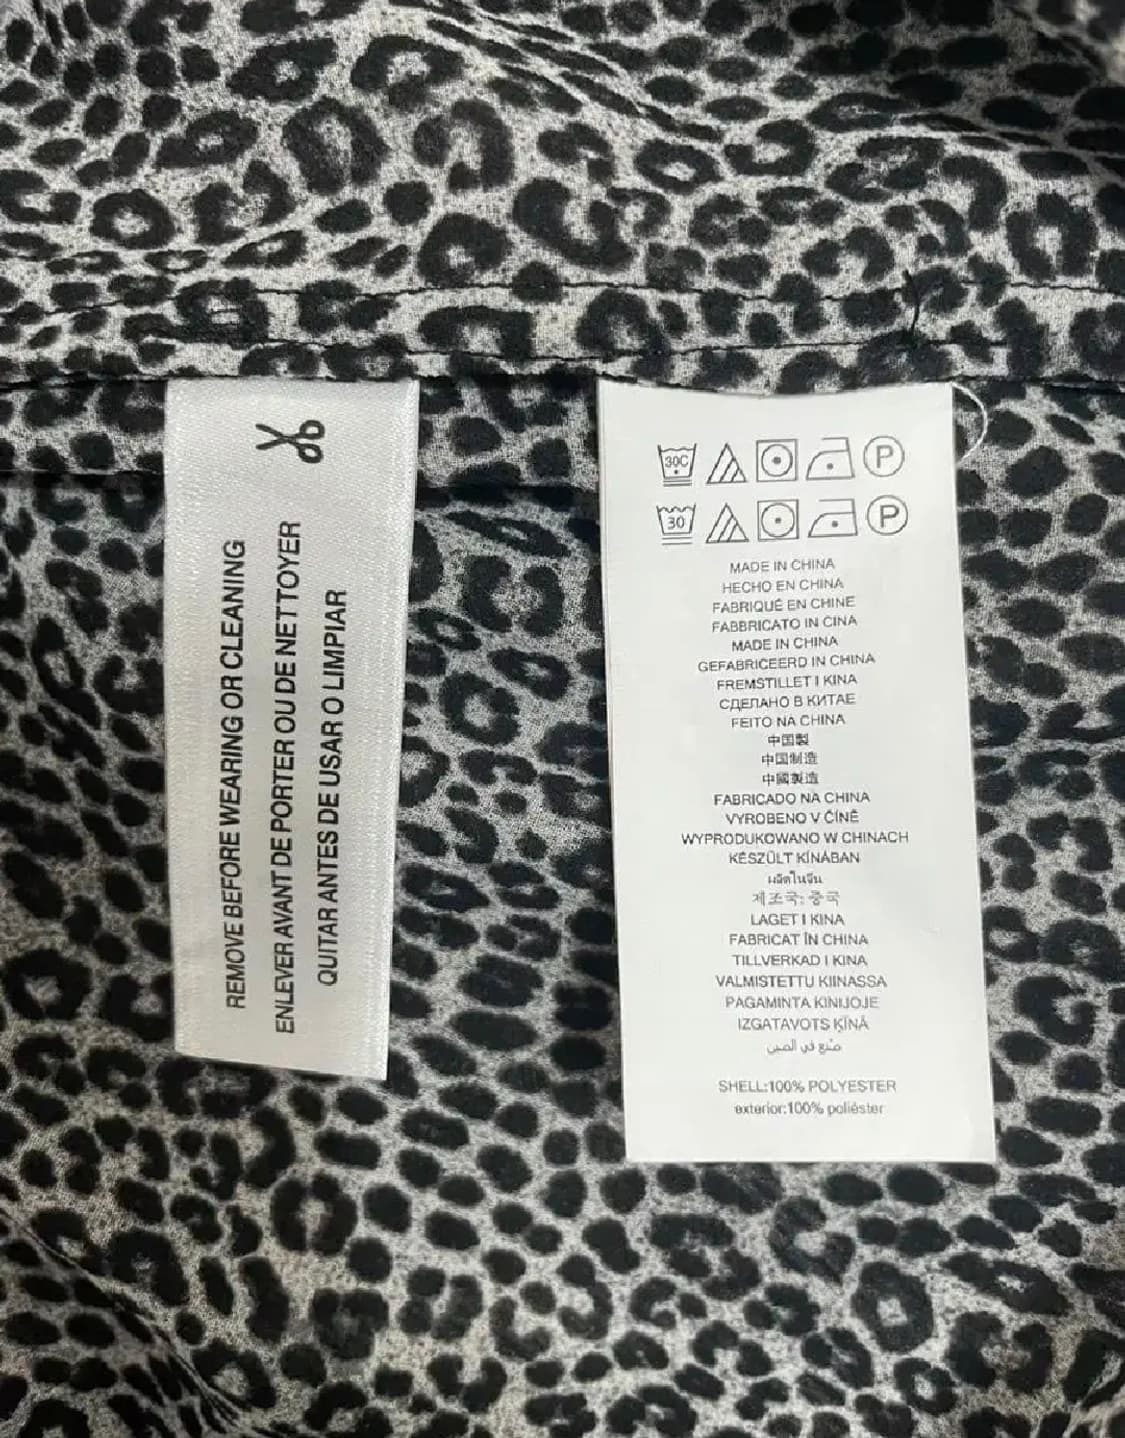 REMOVE BEFORE WEARING OR CLEANING
ENLEVER AVANT DE PORTER OU DE NETTOYER
QUITAR ANTES DE USAR O LIMPIAR
30C P
30 P
MADE IN CHINA
HECHO EN CHINA
FABRIQUÉ EN CHINE
FABBRICATO IN CINA
MADE IN CHINA
GEFABRICEERD IN CHINA
FREMSTILLET I KINA
СДЕЛАНО В КИТАЕ
FEITO NA CHINA
中国製
中国制造
中國製造
FABRICADO NA CHINA
VYROBENO V ČÍNĚ
WYPRODUKOWANO W CHINACH
KÉSZÜLT KÍNÁBAN
ผลิตในจีน
제조국: 중국
LAGET I KINA
FABRICAT ÎN CHINA
TILLVERKAD I KINA
VALMISTETTU KIINASSA
PAGAMINTA KINIJOJE
IZGATAVOTS ĶĪNĀ
صنع في الصين
SHELL:100% POLYESTER
exterior:100% poliéster